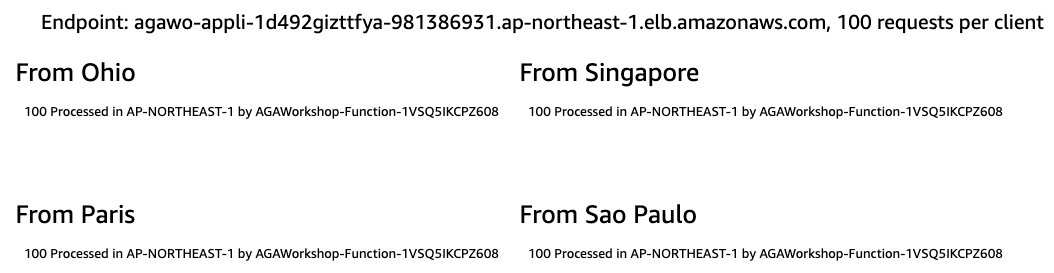 Endpoint: agawo-appli-1d492gizttfya-981386931.ap-northeast-1.elb.amazonaws.com, 100 requests per client
From Ohio
100 Processed in AP-NORTHEAST-1 by AGAWorkshop-Function-1VSQ5IKCPZ608
From Singapore
100 Processed in AP-NORTHEAST-1 by AGAWorkshop-Function-1VSQ5IKCPZ608
From Paris
100 Processed in AP-NORTHEAST-1 by AGAWorkshop-Function-1VSQ5IKCPZ608
From Sao Paulo
100 Processed in AP-NORTHEAST-1 by AGAWorkshop-Function-1VSQ5IKCPZ608